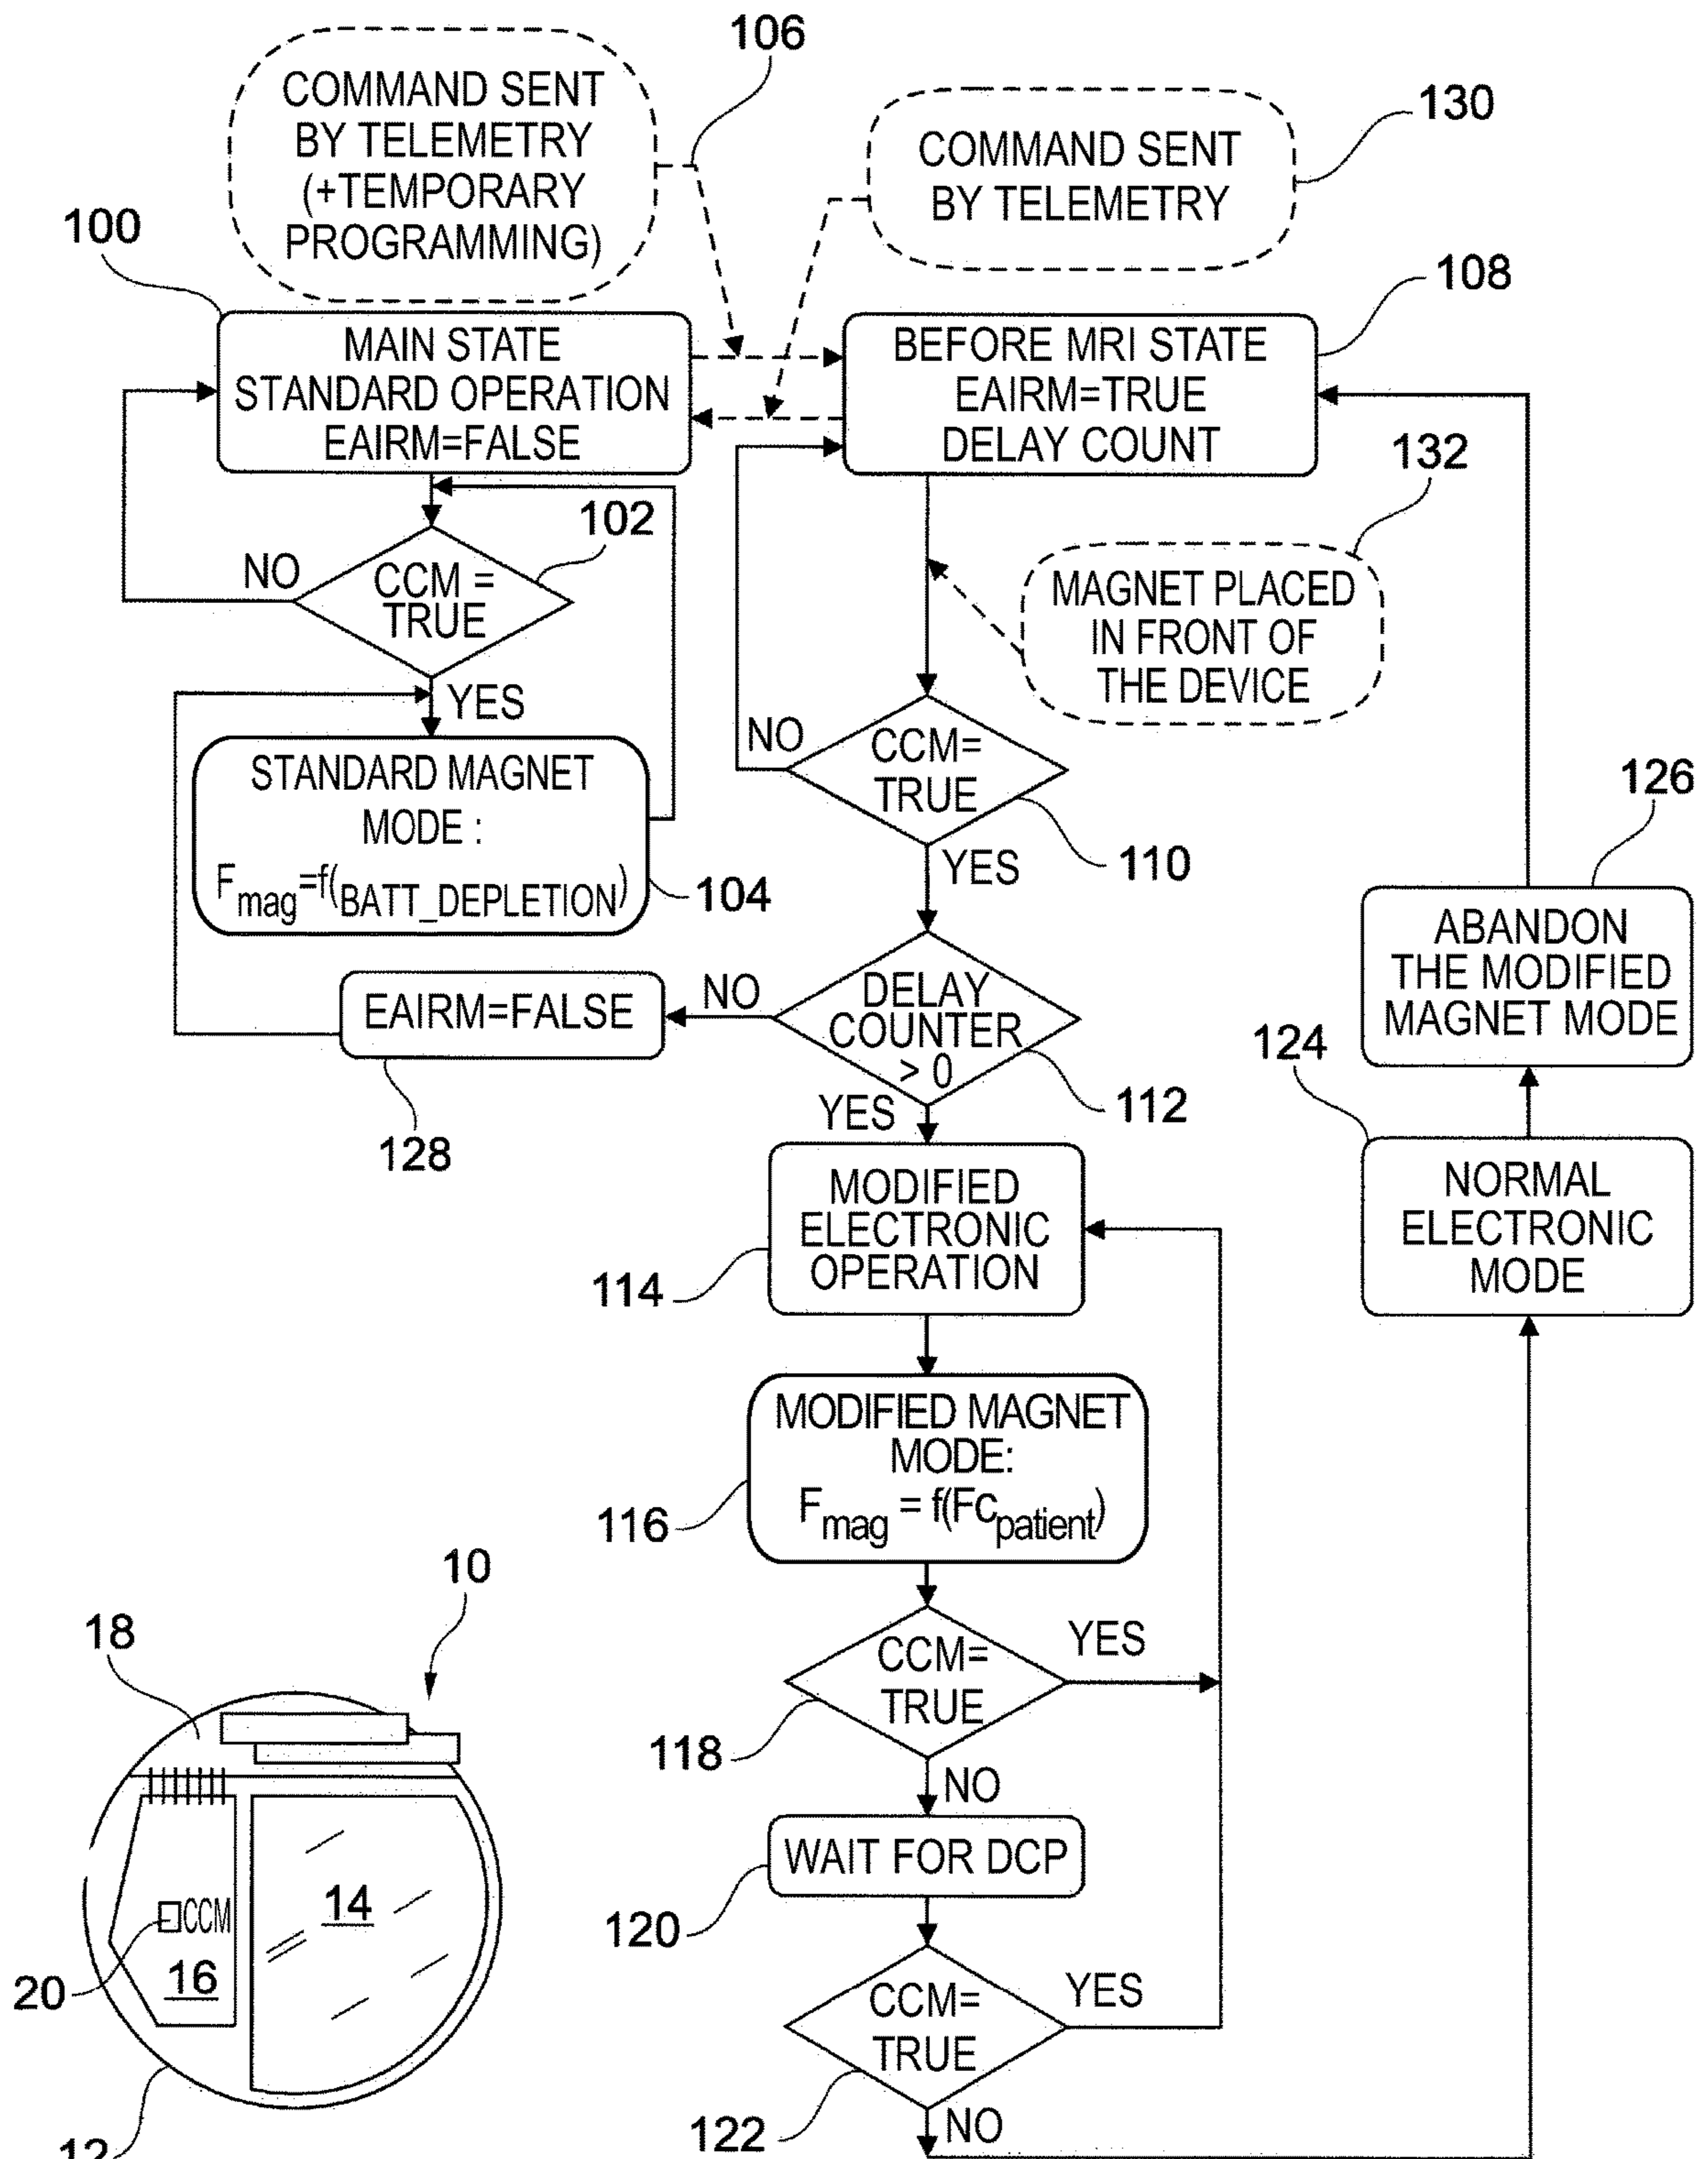 106
COMMAND SENT
BY TELEMETRY
(+TEMPORARY
PROGRAMMING)
130
COMMAND SENT
BY TELEMETRY
100
108
MAIN STATE
STANDARD OPERATION
EAIRM=FALSE
BEFORE MRI STATE
EAIRM=TRUE
DELAY COUNT
132
102
NO
CCM =
TRUE
YES
MAGNET PLACED
IN FRONT OF
THE DEVICE
NO
CCM=
TRUE
110
YES
STANDARD MAGNET
MODE :
Fmag=f(BATT_DEPLETION)
104
126
ABANDON
THE MODIFIED
MAGNET MODE
EAIRM=FALSE
128
NO
DELAY
COUNTER
> 0
112
YES
124
NORMAL
ELECTRONIC
MODE
MODIFIED
ELECTRONIC
OPERATION
114
MODIFIED MAGNET
MODE:
Fmag = f(Fcpatient)
116
CCM=
TRUE
YES
118
NO
WAIT FOR DCP
120
CCM=
TRUE
YES
122
NO
10
18
14
CCM
16
20
12